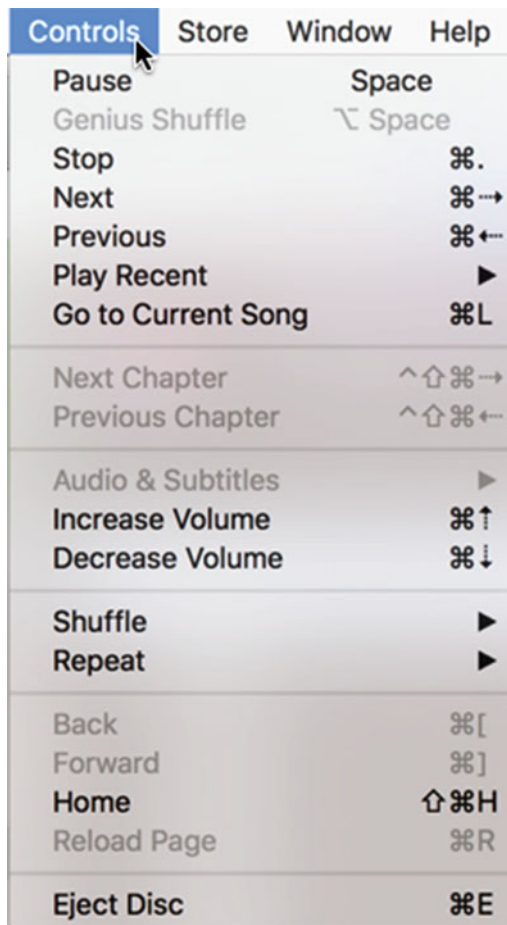 Controls Store Window Help
Pause Space
Genius Shuffle ⌥ Space
Stop ⌘.
Next ⌘⇢
Previous ⌘⇠
Play Recent ▶
Go to Current Song ⌘L
Next Chapter ^⇧⌘⇢
Previous Chapter ^⇧⌘⇠
Audio & Subtitles ▶
Increase Volume ⌘⇡
Decrease Volume ⌘⇣
Shuffle ▶
Repeat ▶
Back ⌘[
Forward ⌘]
Home ⇧⌘H
Reload Page ⌘R
Eject Disc ⌘E